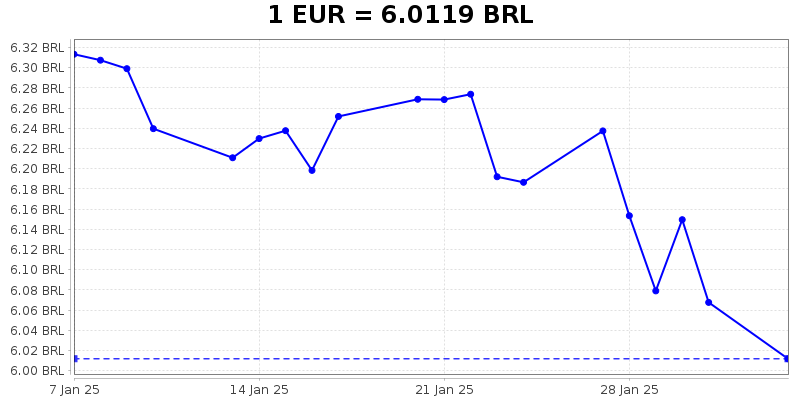 1 EUR = 6.0119 BRL
6.32 BRL
6.30 BRL
6.28 BRL
6.26 BRL
6.24 BRL
6.22 BRL
6.20 BRL
6.18 BRL
6.16 BRL
6.14 BRL
6.12 BRL
6.10 BRL
6.08 BRL
6.06 BRL
6.04 BRL
6.02 BRL
6.00 BRL
7 Jan 25 14 Jan 25 21 Jan 25 28 Jan 25